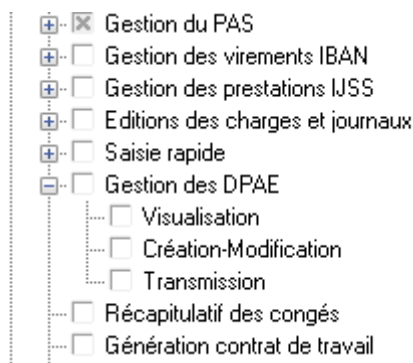 Gestion du PAS
Gestion des virements IBAN
Gestion des prestations IJSS
Editions des charges et journaux
Saisie rapide
Gestion des DPAE
Visualisation
Création-Modification
Transmission
Récapitulatif des congés
Génération contrat de travail